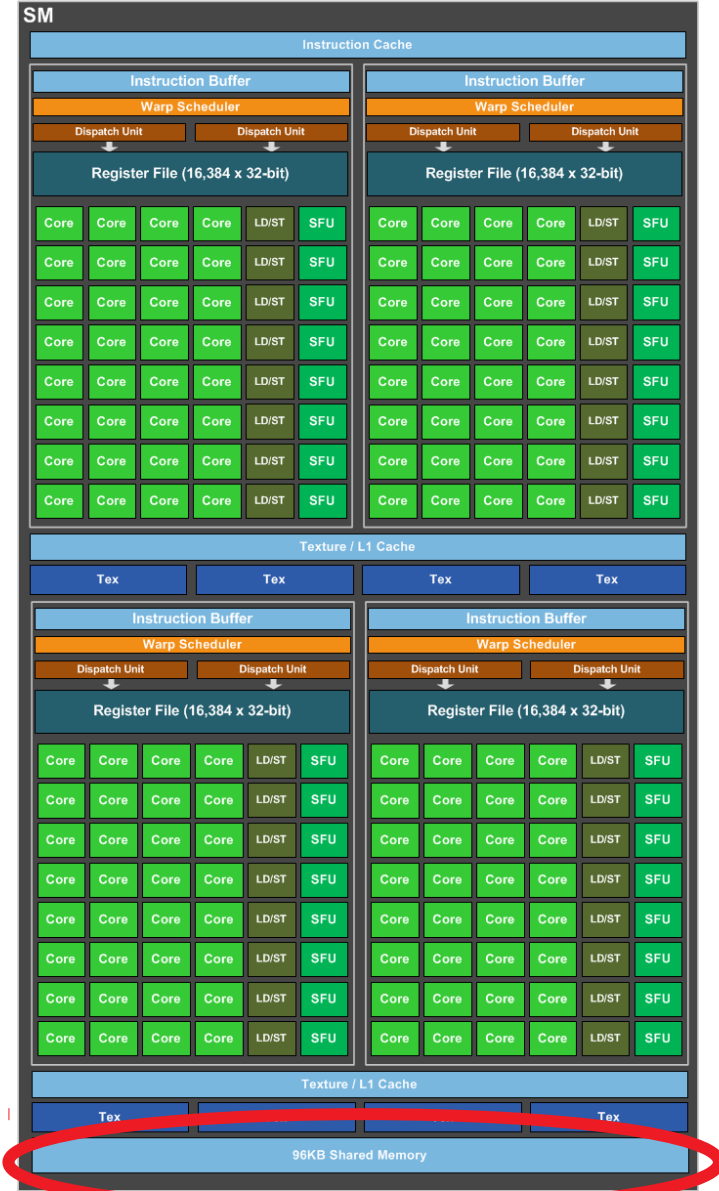 SM
Instruction Cache
Instruction Buffer Instruction Buffer
Warp Scheduler Warp Scheduler
Dispatch Unit Dispatch Unit Dispatch Unit Dispatch Unit
Register File (16,384 x 32-bit) Register File (16,384 x 32-bit)
Core Core Core Core LD/ST SFU Core Core Core Core LD/ST SFU
Core Core Core Core LD/ST SFU Core Core Core Core LD/ST SFU
Core Core Core Core LD/ST SFU Core Core Core Core LD/ST SFU
Core Core Core Core LD/ST SFU Core Core Core Core LD/ST SFU
Core Core Core Core LD/ST SFU Core Core Core Core LD/ST SFU
Core Core Core Core LD/ST SFU Core Core Core Core LD/ST SFU
Core Core Core Core LD/ST SFU Core Core Core Core LD/ST SFU
Core Core Core Core LD/ST SFU Core Core Core Core LD/ST SFU
Texture / L1 Cache
Tex Tex Tex Tex
Instruction Buffer Instruction Buffer
Warp Scheduler Warp Scheduler
Dispatch Unit Dispatch Unit Dispatch Unit Dispatch Unit
Register File (16,384 x 32-bit) Register File (16,384 x 32-bit)
Core Core Core Core LD/ST SFU Core Core Core Core LD/ST SFU
Core Core Core Core LD/ST SFU Core Core Core Core LD/ST SFU
Core Core Core Core LD/ST SFU Core Core Core Core LD/ST SFU
Core Core Core Core LD/ST SFU Core Core Core Core LD/ST SFU
Core Core Core Core LD/ST SFU Core Core Core Core LD/ST SFU
Core Core Core Core LD/ST SFU Core Core Core Core LD/ST SFU
Core Core Core Core LD/ST SFU Core Core Core Core LD/ST SFU
Core Core Core Core LD/ST SFU Core Core Core Core LD/ST SFU
Texture / L1 Cache
Tex Tex
96KB Shared Memory